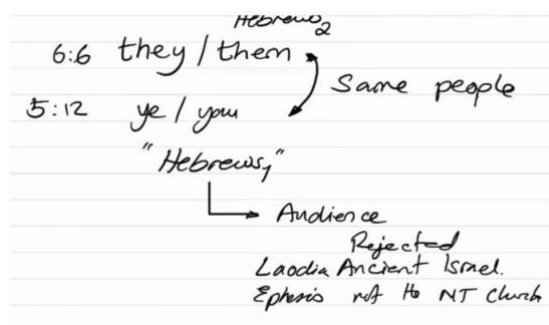 Hebrews2
6:6 they / them
Same people
5:12 ye / you
"Hebrews1"
Audience
Rejected
Laodia Ancient Israel.
Ephesis not the NT Church